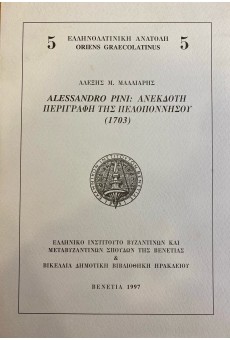 5 ΕΛΛΗΝΟΛΑΤΙΝΙΚΗ ΑΝΑΤΟΛΗ 5
ORIENS GRAECOLATINUS
ΑΛΕΞΗΣ Μ. ΜΑΛΛΙΑΡΗΣ
ALESSANDRO PINI: ΑΝΕΚΔΟΤΗ
ΠΕΡΙΓΡΑΦΗ ΤΗΣ ΠΕΛΟΠΟΝΝΗΣΟΥ
(1703)
ΕΛΛΗΝΙΚΟ ΙΝΣΤΙΤΟΥΤΟ ΒΥΖΑΝΤΙΝΩΝ ΚΑΙ
ΜΕΤΑΒΥΖΑΝΤΙΝΩΝ ΣΠΟΥΔΩΝ ΤΗΣ ΒΕΝΕΤΙΑΣ
&
ΒΙΚΕΛΑΙΑ ΔΗΜΟΤΙΚΗ ΒΙΒΛΙΟΘΗΚΗ ΗΡΑΚΛΕΙΟΥ
ΒΕΝΕΤΙΑ 1997